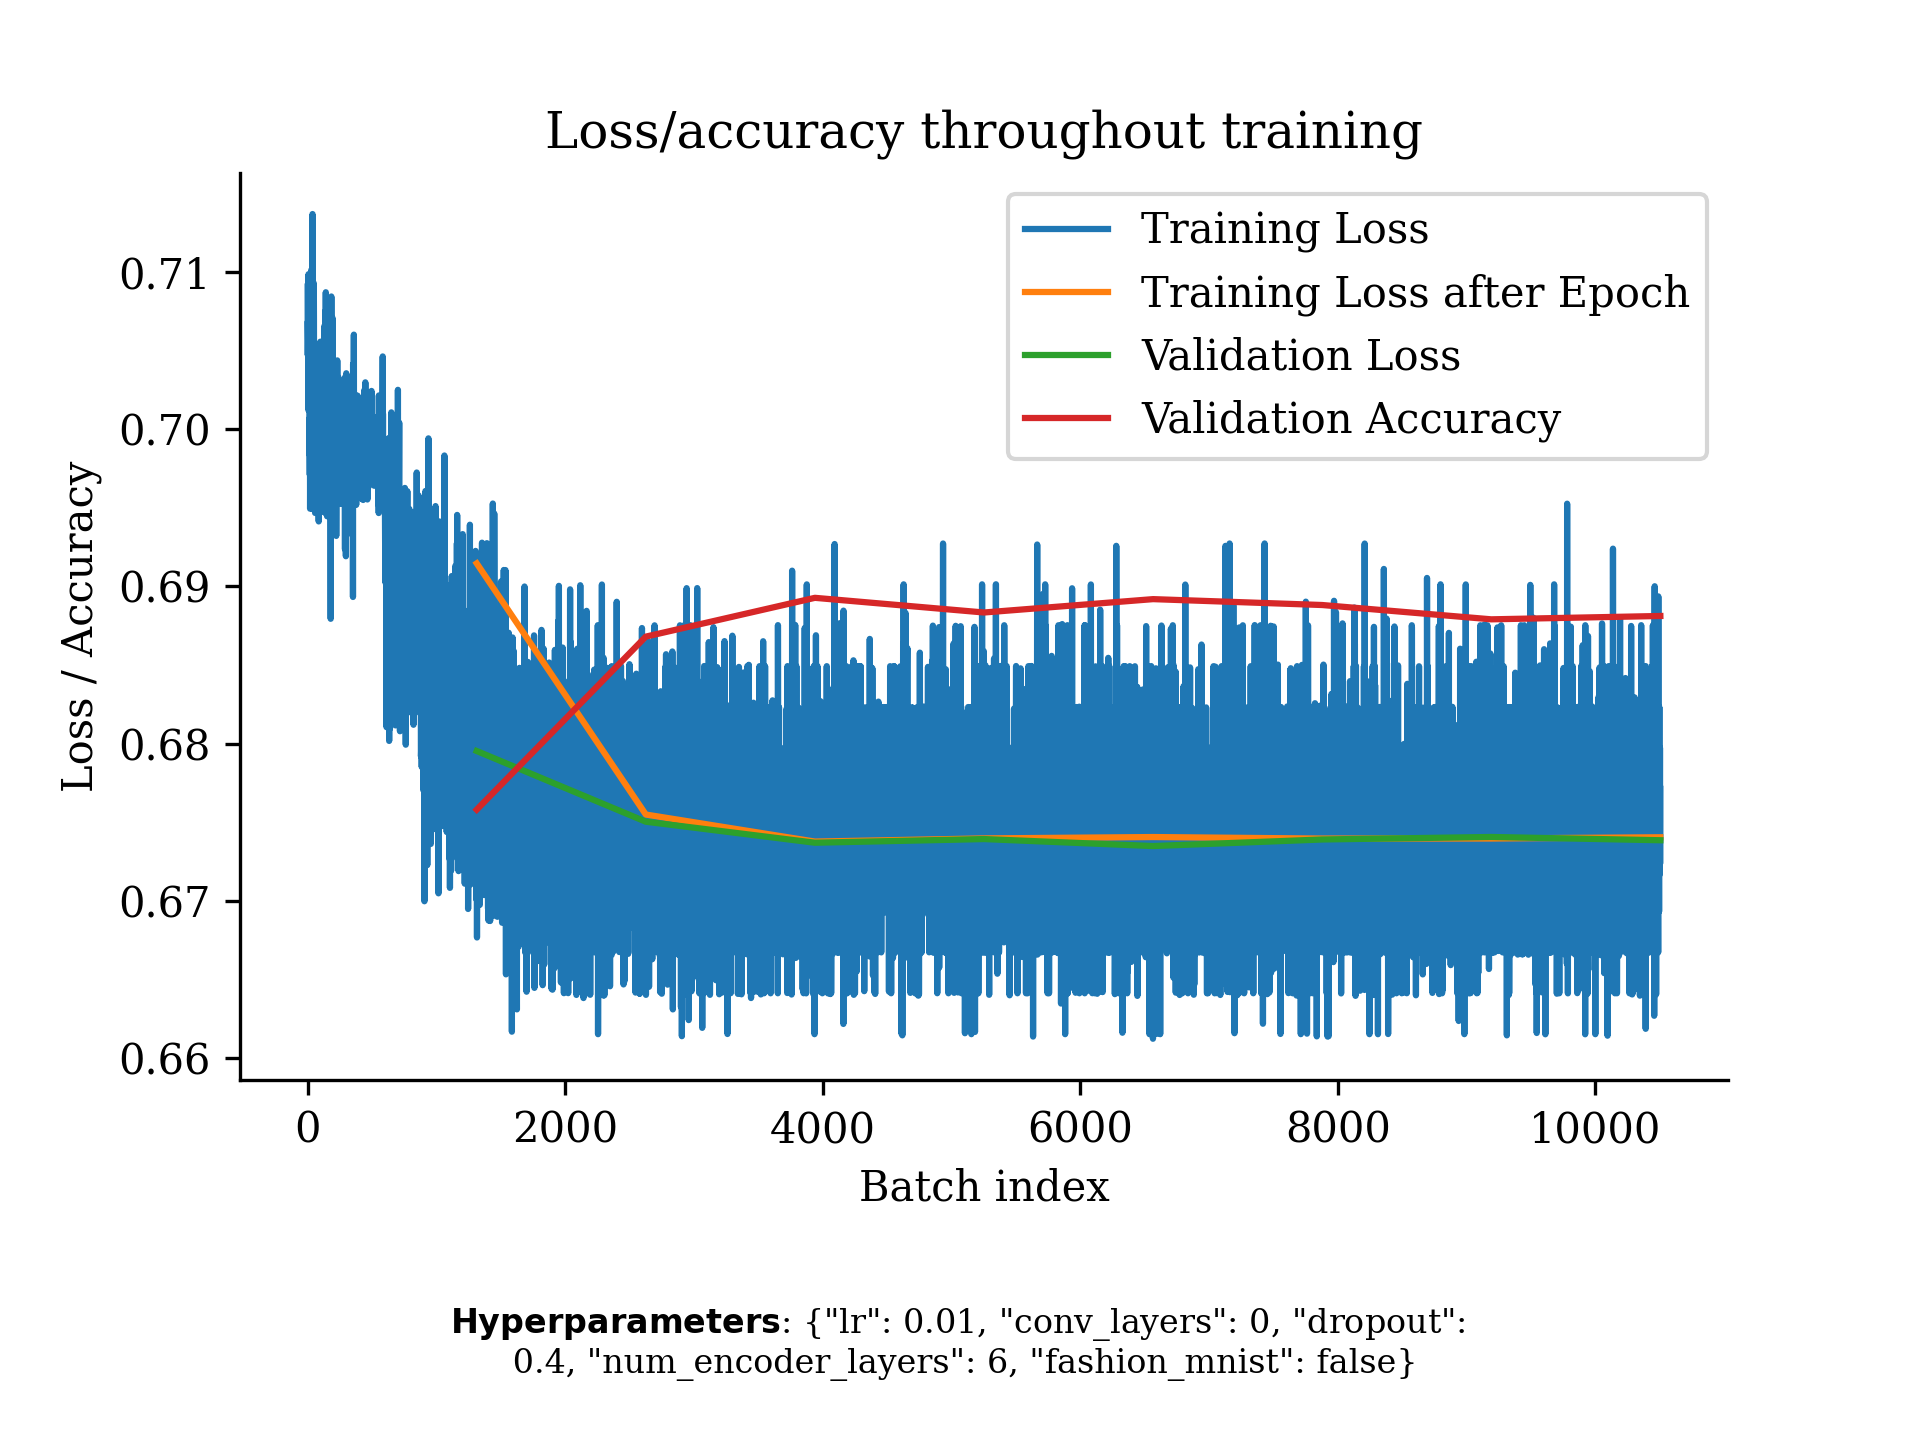 Loss/accuracy throughout training
Training Loss
Training Loss after Epoch
Validation Loss
Validation Accuracy
0.71
0.70
0.69
0.68
0.67
0.66
Loss / Accuracy
0
2000
4000
6000
8000
10000
Batch index
Hyperparameters: {"lr": 0.01, "conv_layers": 0, "dropout":
0.4, "num_encoder_layers": 6, "fashion_mnist": false}